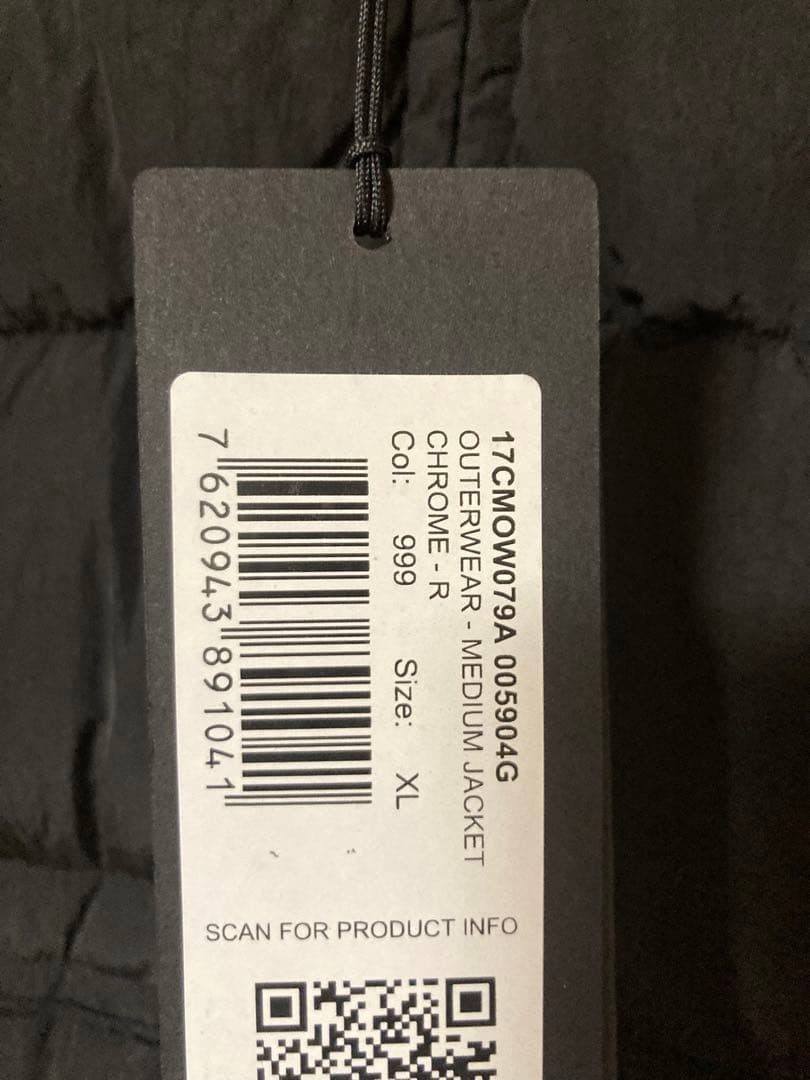 17CMOW079A 005904G
OUTERWEAR - MEDIUM JACKET
CHROME - R
Col: 999 Size: XL
7 620943 891041
SCAN FOR PRODUCT INFO